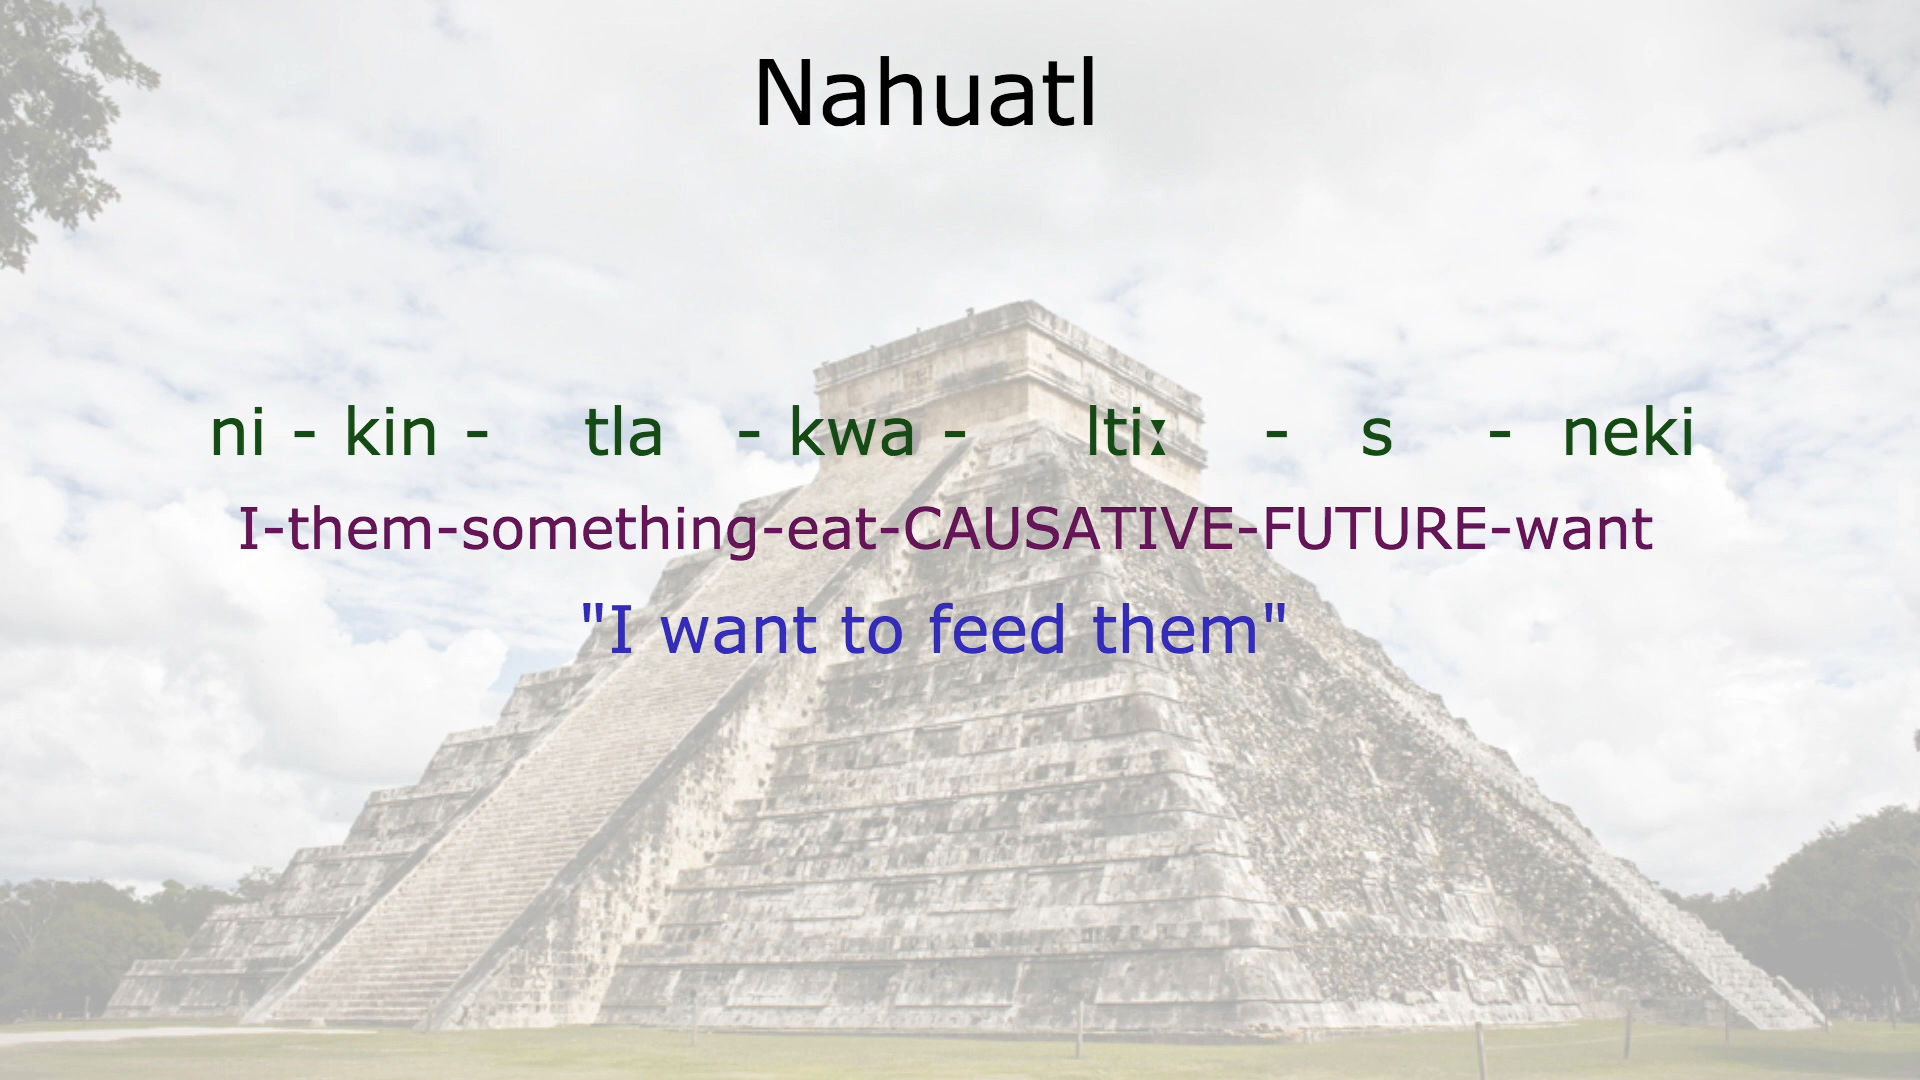 Nahuatl
ni - kin - tla - kwa - ltiː - s - neki
I-them-something-eat-CAUSATIVE-FUTURE-want
"I want to feed them"